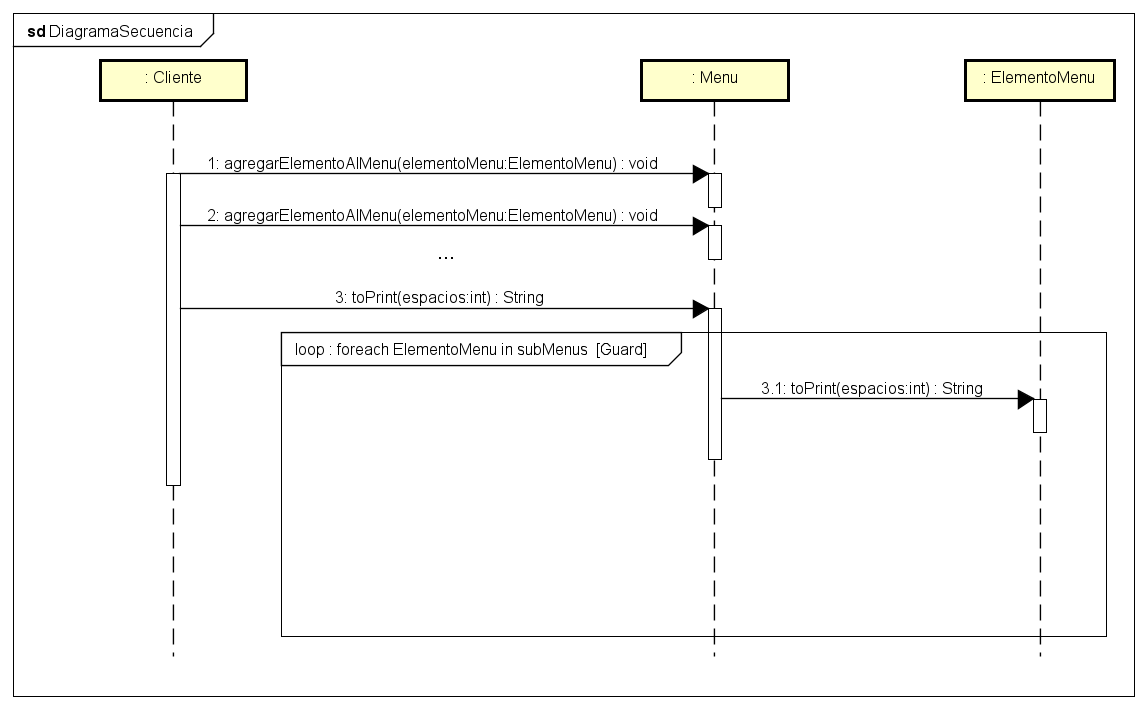 sd DiagramaSecuencia
: Cliente
: Menu
: ElementoMenu
1: agregarElementoAlMenu(elementoMenu:ElementoMenu) : void
2: agregarElementoAlMenu(elementoMenu:ElementoMenu) : void
...
3: toPrint(espacios:int) : String
loop : foreach ElementoMenu in subMenus [Guard]
3.1: toPrint(espacios:int) : String